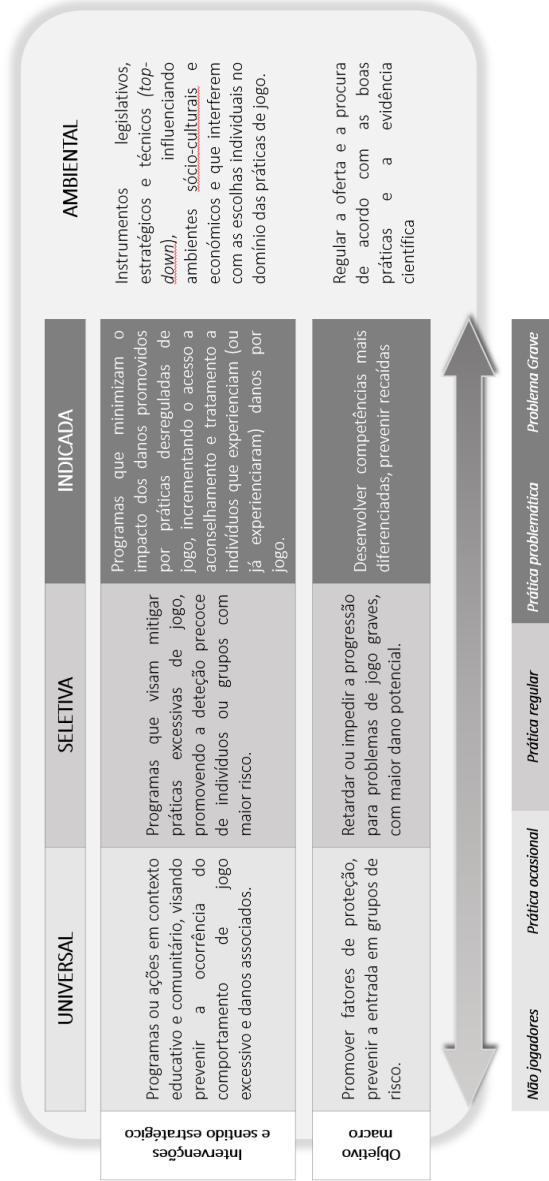 UNIVERSAL
SELETIVA
INDICADA
AMBIENTAL
Intervenções
e sentido estratégico
Programas ou ações em contexto
educativo e comunitário, visando
prevenir a ocorrência do
comportamento de jogo
excessivo e danos associados.
Programas que visam mitigar
práticas excessivas de jogo,
promovendo a deteção precoce
de indivíduos ou grupos com
maior risco.
Programas que minimizam o
impacto dos danos promovidos
por práticas desreguladas de
jogo, incrementando o acesso a
aconselhamento e tratamento a
indivíduos que experienciam (ou
já experienciaram) danos por
jogo.
Instrumentos legislativos,
estratégicos e técnicos (top-
down), influenciando
ambientes sócio-culturais e
económicos e que interferem
com as escolhas individuais no
domínio das práticas de jogo.
Objetivo
macro
Promover fatores de proteção,
prevenir a entrada em grupos de
risco.
Retardar ou impedir a progressão
para problemas de jogo graves,
com maior dano potencial.
Desenvolver competências mais
diferenciadas, prevenir recaídas
Regular a oferta e a procura
de acordo com as boas
práticas e a evidência
científica
Não jogadores
Prática ocasional
Prática regular
Prática problemática
Problema Grave